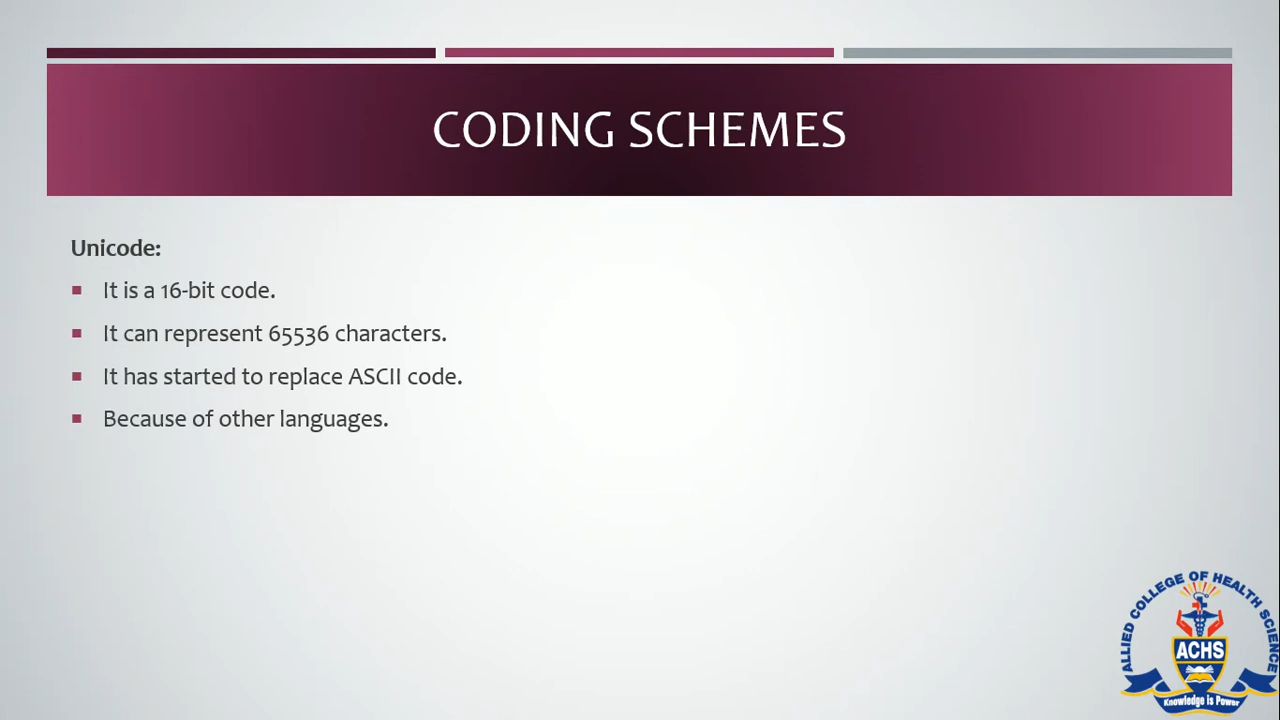 CODING SCHEMES
Unicode:
It is a 16-bit code.
It can represent 65536 characters.
It has started to replace ASCII code.
Because of other languages.
ALLIED COLLEGE OF HEALTH SCIENCE
ACHS
Knowledge is Power